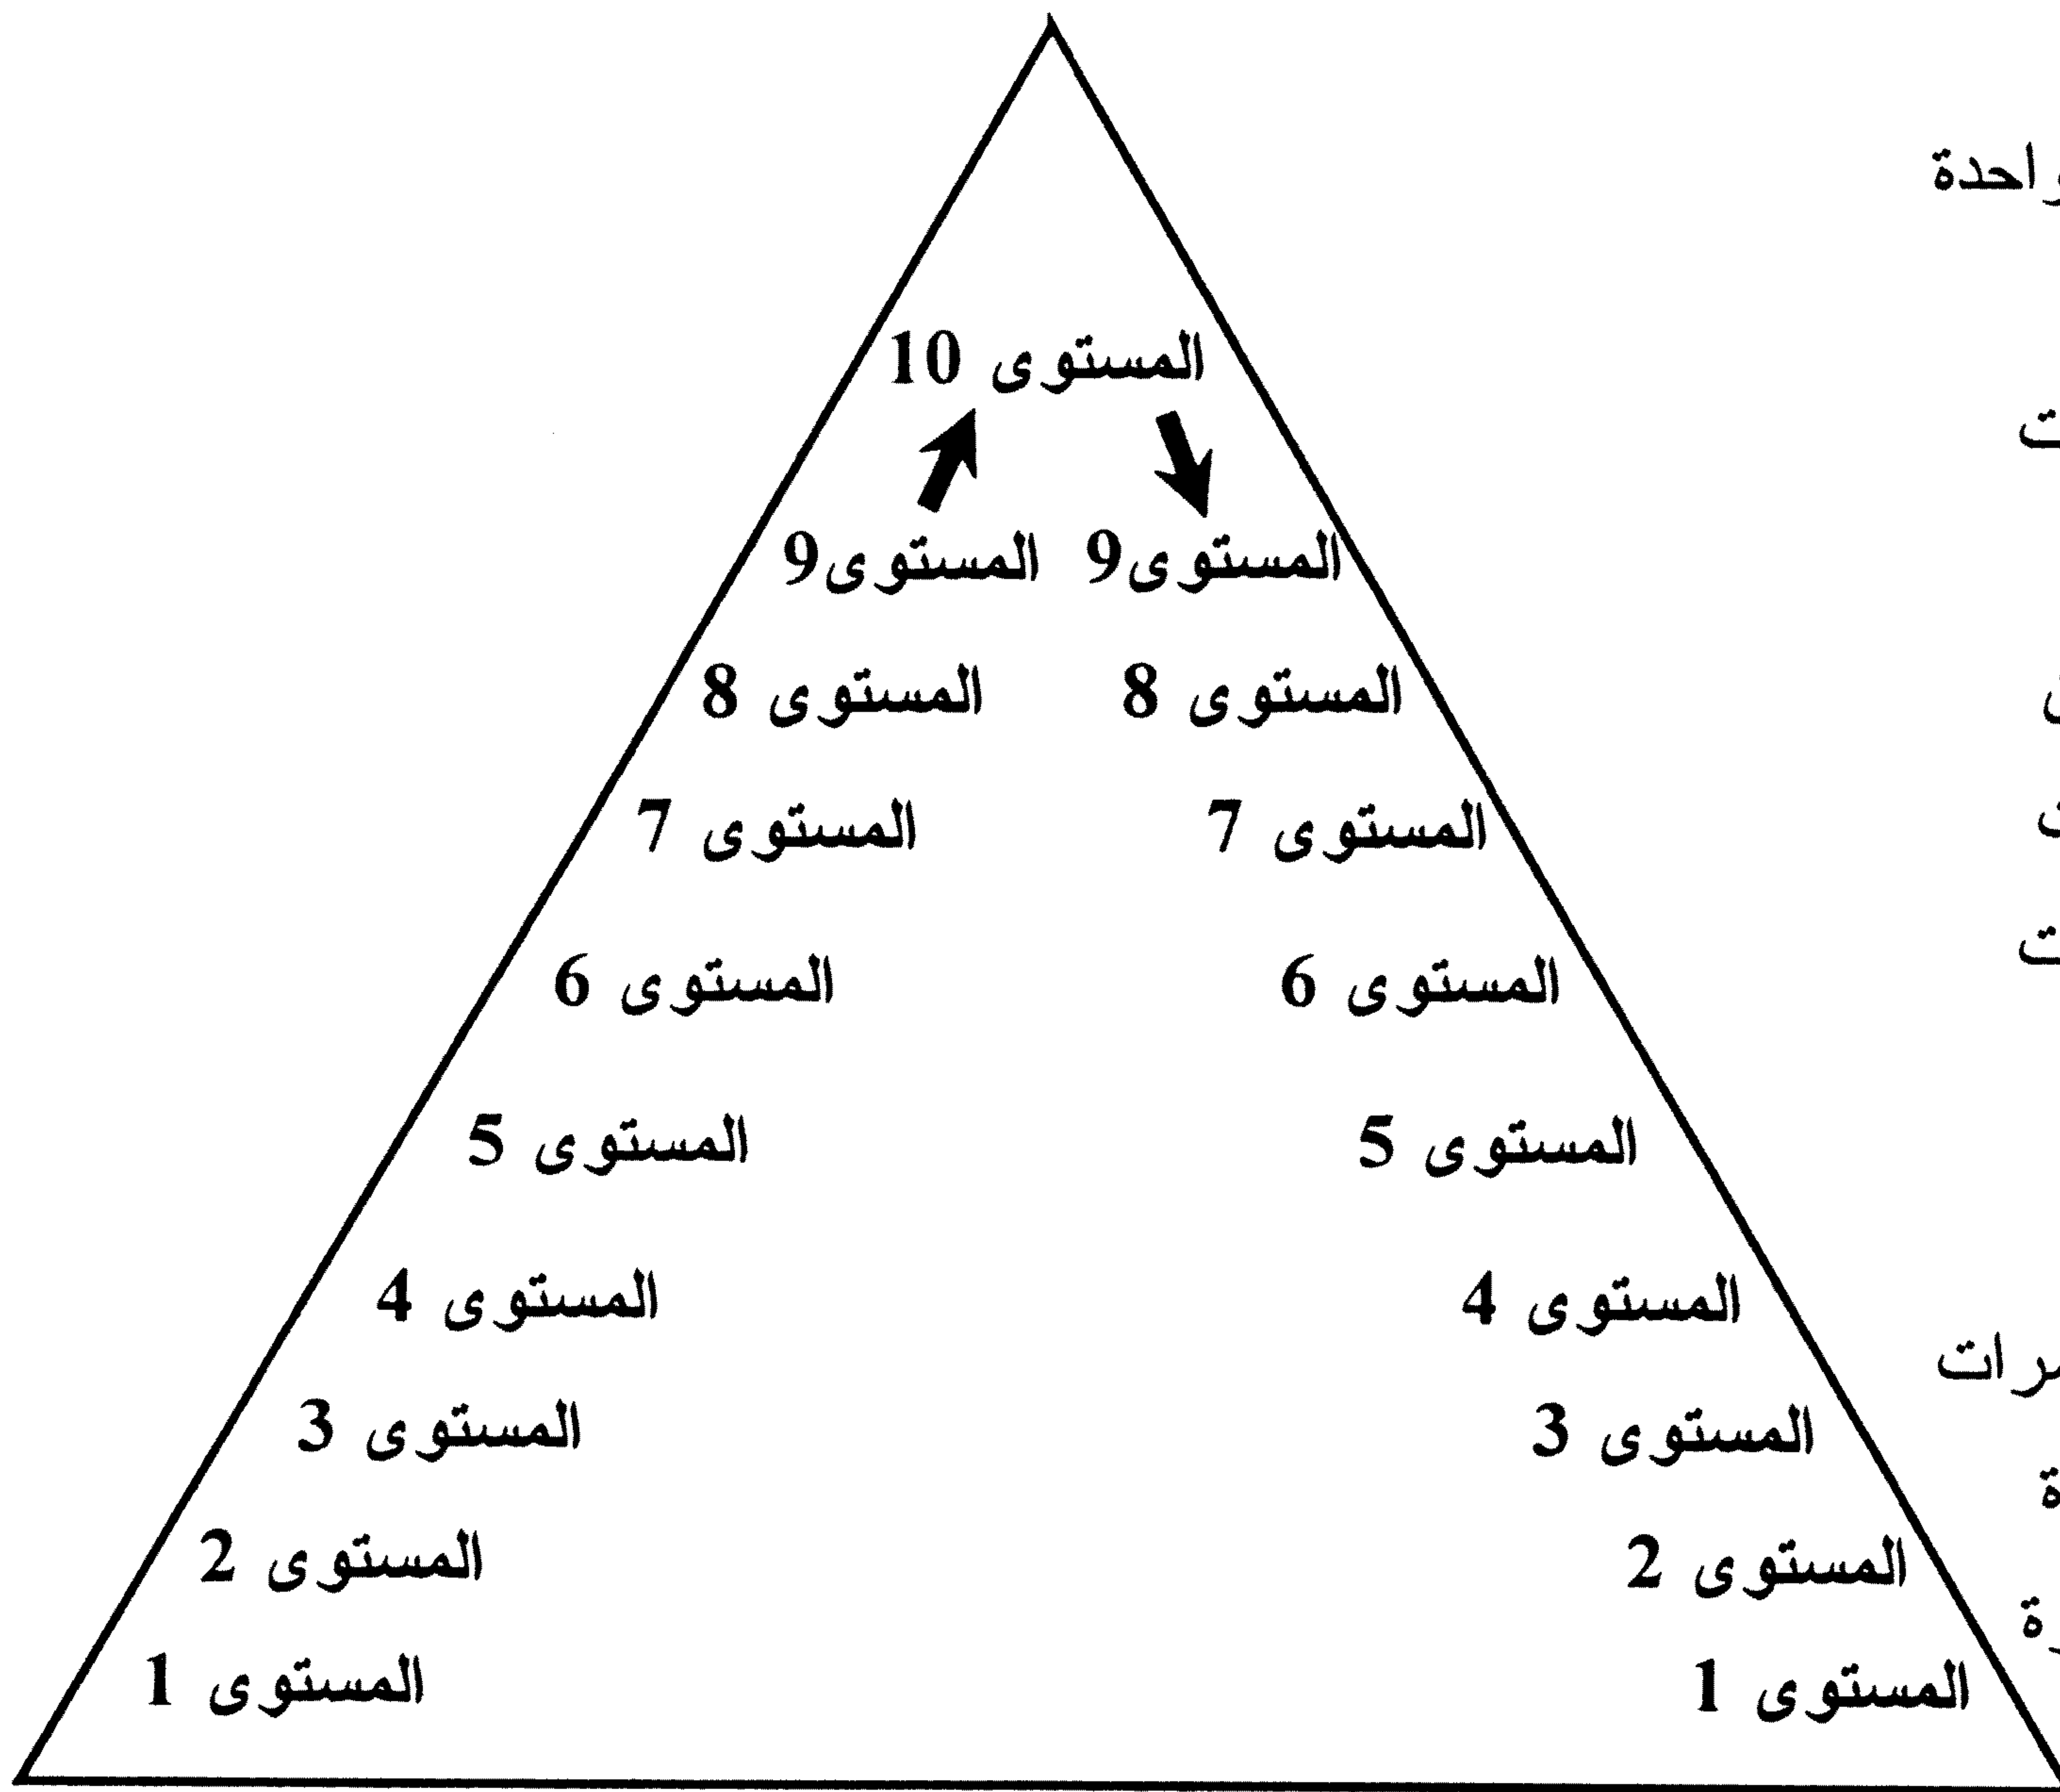 واحدة
المستوى 10
المستوى9 المستوى9
المستوى 8 المستوى 8
المستوى 7 المستوى 7
المستوى 6 المستوى 6
المستوى 5 المستوى 5
المستوى 4 المستوى 4
المستوى 3 المستوى 3
المستوى 2 المستوى 2
المستوى 1 المستوى 1